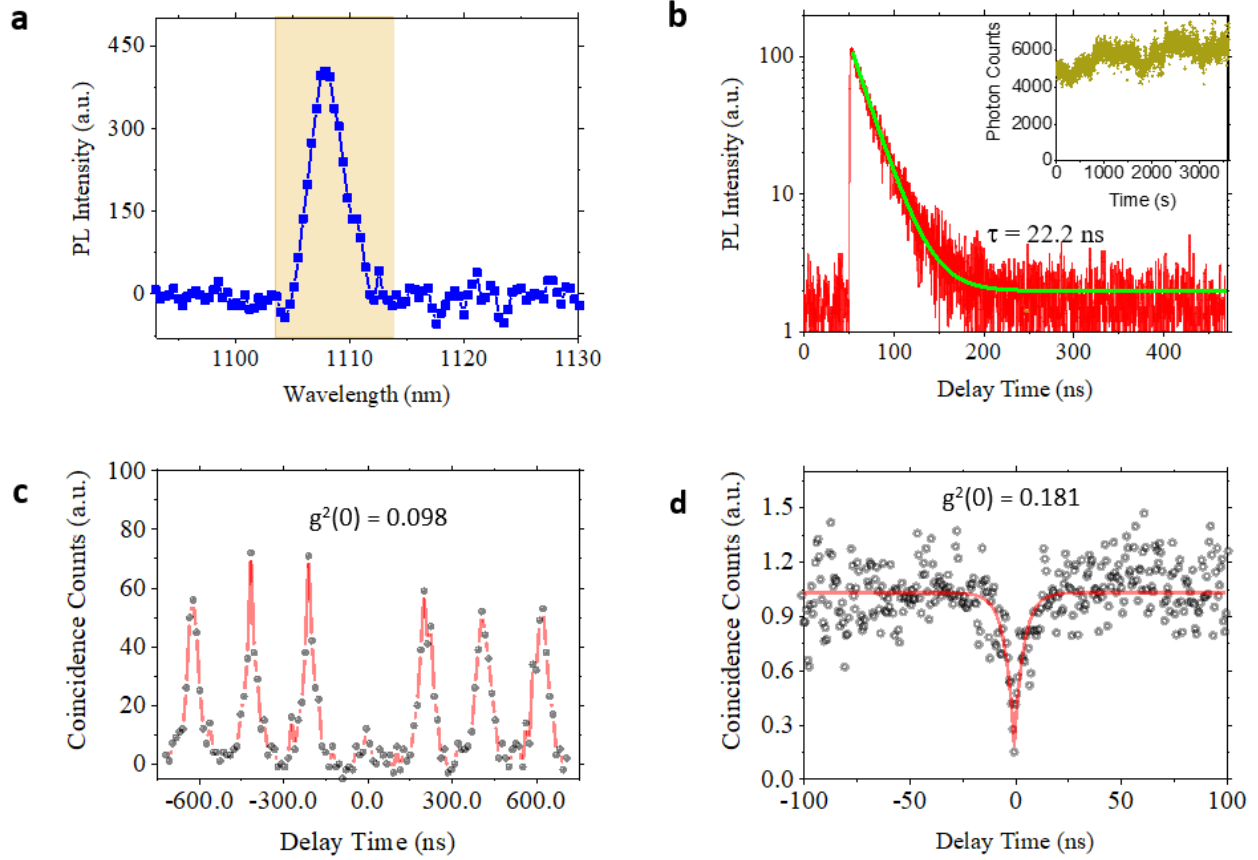 a
450
300
150
0
PL Intensity (a.u.)
1100 1110 1120 1130
Wavelength (nm)
b
100
10
1
PL Intensity (a.u.)
τ = 22.2 ns
0 100 200 300 400
Delay Time (ns)
6000
4000
2000
0
Photon Counts
0 1000 2000 3000
Time (s)
c
100
80
60
40
20
0
Coincidence Counts (a.u.)
g²(0) = 0.098
-600.0 -300.0 0.0 300.0 600.0
Delay Time (ns)
d
1.5
1.2
0.9
0.6
0.3
0.0
Coincidence Counts (a.u.)
g²(0) = 0.181
-100 -50 0 50 100
Delay Time (ns)